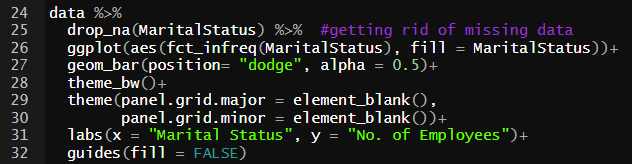 24 data %>%
25   drop_na(MaritalStatus) %>%  #getting rid of missing data
26   ggplot(aes(fct_infreq(MaritalStatus), fill = MaritalStatus))+
27   geom_bar(position= "dodge", alpha = 0.5)+
28   theme_bw()+
29   theme(panel.grid.major = element_blank(),
30         panel.grid.minor = element_blank())+
31   labs(x = "Marital Status", y = "No. of Employees")+
32   guides(fill = FALSE)